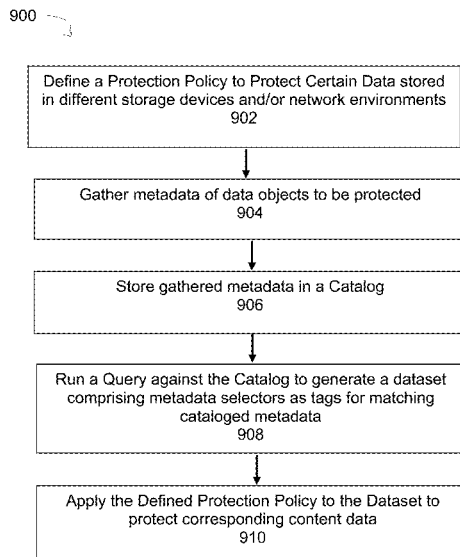 900
Define a Protection Policy to Protect Certain Data stored
in different storage devices and/or network environments
902
Gather metadata of data objects to be protected
904
Store gathered metadata in a Catalog
906
Run a Query against the Catalog to generate a dataset
comprising metadata selectors as tags for matching
cataloged metadata
908
Apply the Defined Protection Policy to the Dataset to
protect corresponding content data
910